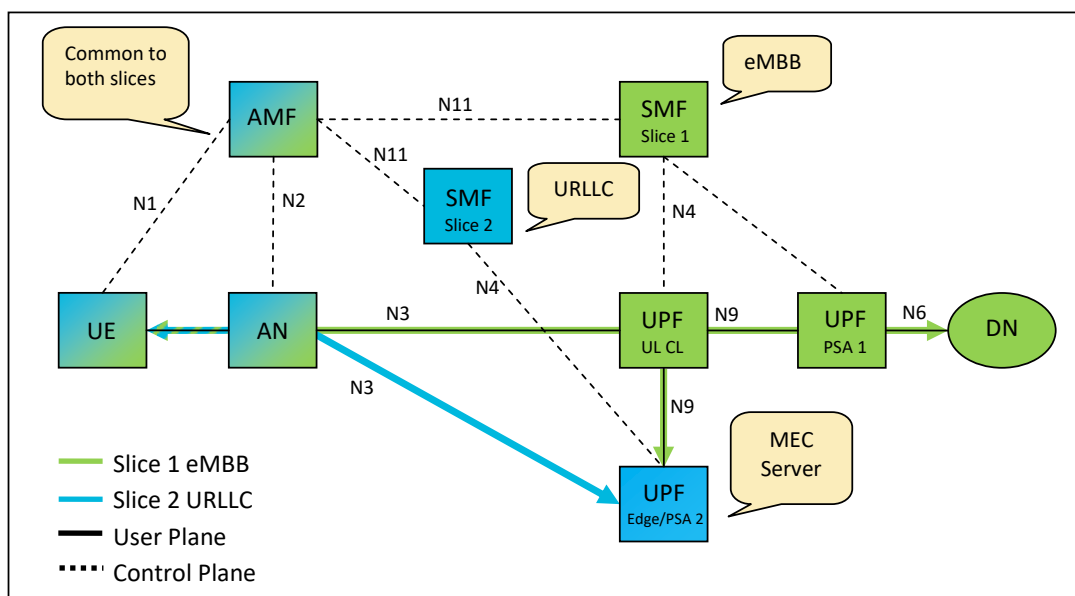 Common to
both slices
eMBB
AMF
N11
SMF
Slice 1
N11
SMF
Slice 2
URLLC
N1
N2
N4
N4
UE
AN
N3
UPF
UL CL
N9
UPF
PSA 1
N6
DN
N3
N9
MEC
Server
UPF
Edge/PSA 2
Slice 1 eMBB
Slice 2 URLLC
User Plane
Control Plane